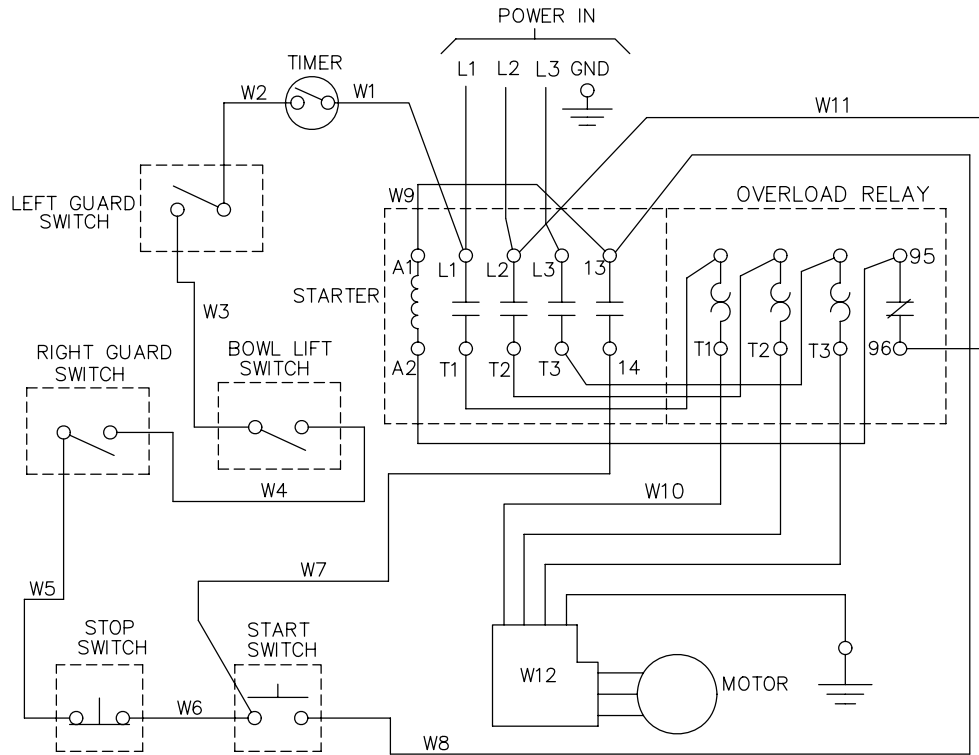 POWER IN
TIMER
L1 L2 L3 GND
W2 W1
W11
LEFT GUARD
SWITCH
W9
OVERLOAD RELAY
A1 L1 L2 L3 13
95
STARTER
W3
A2 T1 T2 T3 14
T1 T2 T3 96
RIGHT GUARD
SWITCH
BOWL LIFT
SWITCH
W4
W10
W7
W5
STOP
SWITCH
START
SWITCH
W12
MOTOR
W6
W8